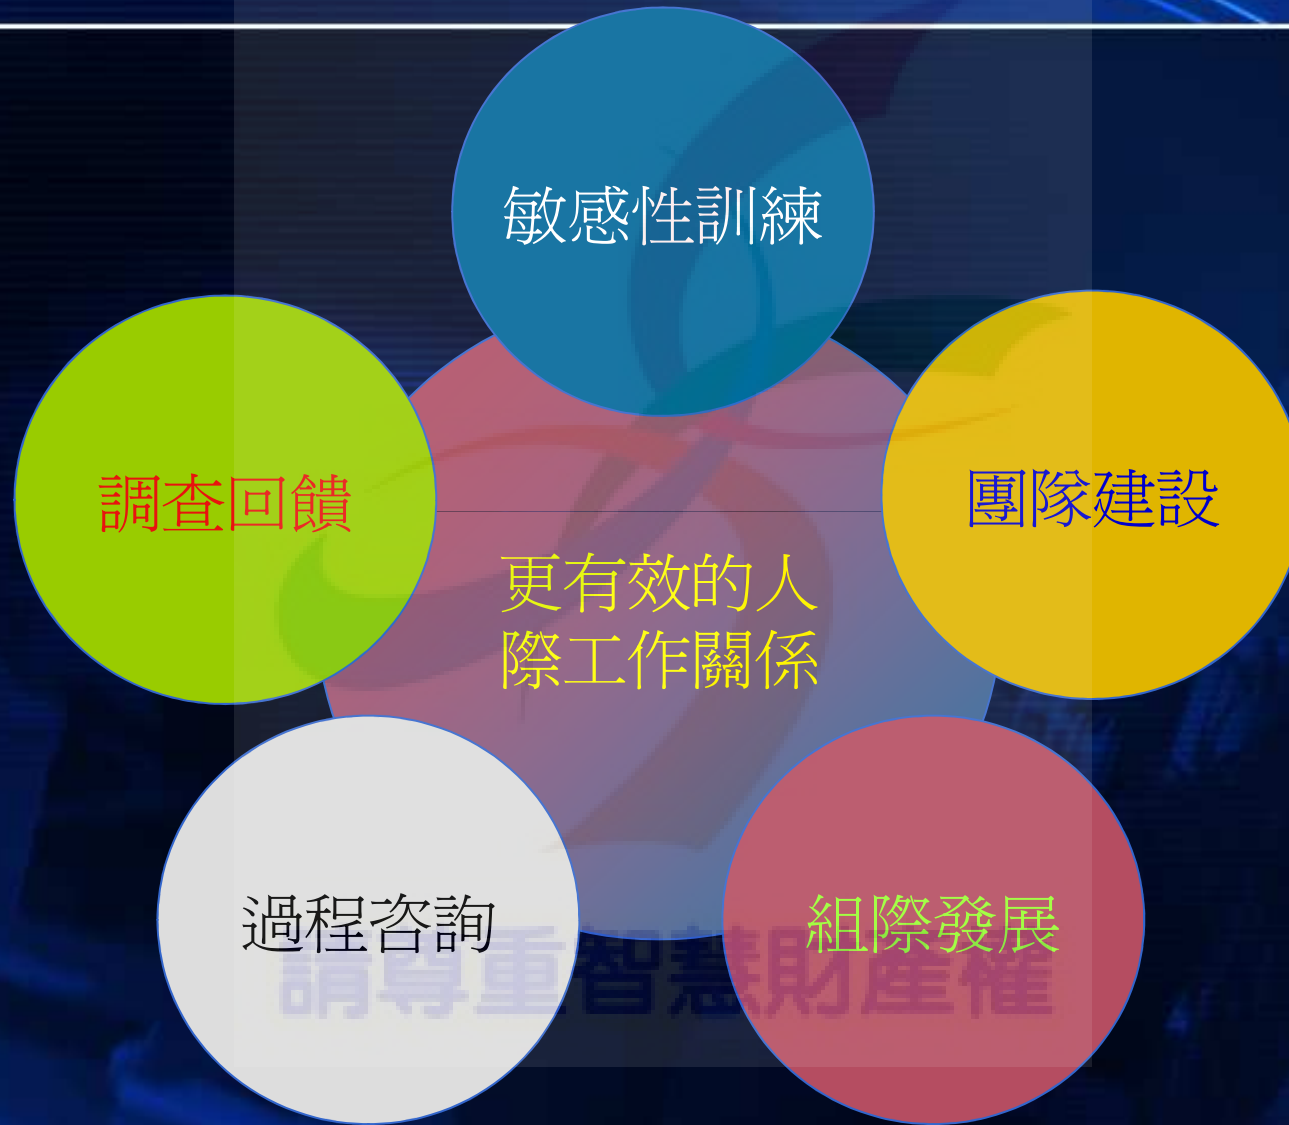 敏感性訓練
調查回饋
團隊建設
更有效的人
際工作關係
過程咨詢
組際發展
請尊重智慧財產權